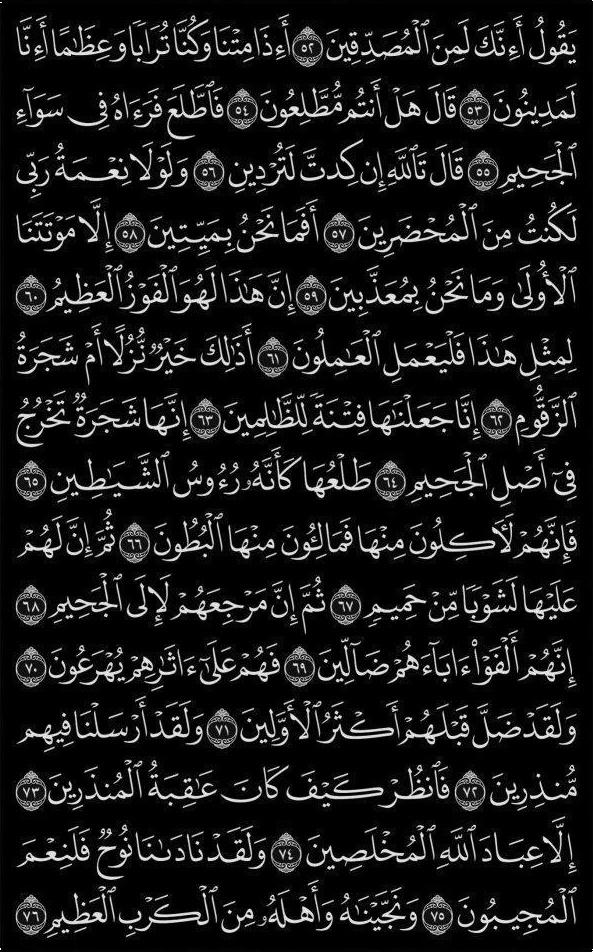 يَقُولُ أَءِنَّكَ لَمِنَ ٱلْمُصَدِّقِينَ ٥٢ أَءِذَا مِتْنَا وَكُنَّا تُرَابًا وَعِظَٰمًا أَءِنَّا
لَمَدِينُونَ ٥٣ قَالَ هَلْ أَنتُم مُّطَّلِعُونَ ٥٤ فَٱطَّلَعَ فَرَءَاهُ فِى سَوَآءِ
ٱلْجَحِيمِ ٥٥ قَالَ تَٱللَّهِ إِن كِدتَّ لَتُرْدِينِ ٥٦ وَلَوْلَا نِعْمَةُ رَبِّى
لَكُنتُ مِنَ ٱلْمُحْضَرِينَ ٥٧ أَفَمَا نَحْنُ بِمَيِّتِينَ ٥٨ إِلَّا مَوْتَتَنَا
ٱلْأُولَىٰ وَمَا نَحْنُ بِمُعَذَّبِينَ ٥٩ إِنَّ هَٰذَا لَهُوَ ٱلْفَوْزُ ٱلْعَظِيمُ ٦٠
لِمِثْلِ هَٰذَا فَلْيَعْمَلِ ٱلْعَٰمِلُونَ ٦١ أَذَٰلِكَ خَيْرٌ نُّزُلًا أَمْ شَجَرَةُ
ٱلزَّقُّومِ ٦٢ إِنَّا جَعَلْنَٰهَا فِتْنَةً لِّلظَّٰلِمِينَ ٦٣ إِنَّهَا شَجَرَةٌ تَخْرُجُ
فِىٓ أَصْلِ ٱلْجَحِيمِ ٦٤ طَلْعُهَا كَأَنَّهُۥ رُءُوسُ ٱلشَّيَٰطِينِ ٦٥
فَإِنَّهُمْ لَـَٔاكِلُونَ مِنْهَا فَمَالِـُٔونَ مِنْهَا ٱلْبُطُونَ ٦٦ ثُمَّ إِنَّ لَهُمْ
عَلَيْهَا لَشَوْبًا مِّنْ حَمِيمٍ ٦٧ ثُمَّ إِنَّ مَرْجِعَهُمْ لَإِلَى ٱلْجَحِيمِ ٦٨
إِنَّهُمْ أَلْفَوْا۟ ءَابَآءَهُمْ ضَآلِّينَ ٦٩ فَهُمْ عَلَىٰٓ ءَاثَٰرِهِمْ يُهْرَعُونَ ٧٠
وَلَقَدْ ضَلَّ قَبْلَهُمْ أَكْثَرُ ٱلْأَوَّلِينَ ٧١ وَلَقَدْ أَرْسَلْنَا فِيهِم
مُّنذِرِينَ ٧٢ فَٱنظُرْ كَيْفَ كَانَ عَٰقِبَةُ ٱلْمُنذَرِينَ ٧٣
إِلَّا عِبَادَ ٱللَّهِ ٱلْمُخْلَصِينَ ٧٤ وَلَقَدْ نَادَىٰنَا نُوحٌ فَلَنِعْمَ
ٱلْمُجِيبُونَ ٧٥ وَنَجَّيْنَٰهُ وَأَهْلَهُۥ مِنَ ٱلْكَرْبِ ٱلْعَظِيمِ ٧٦